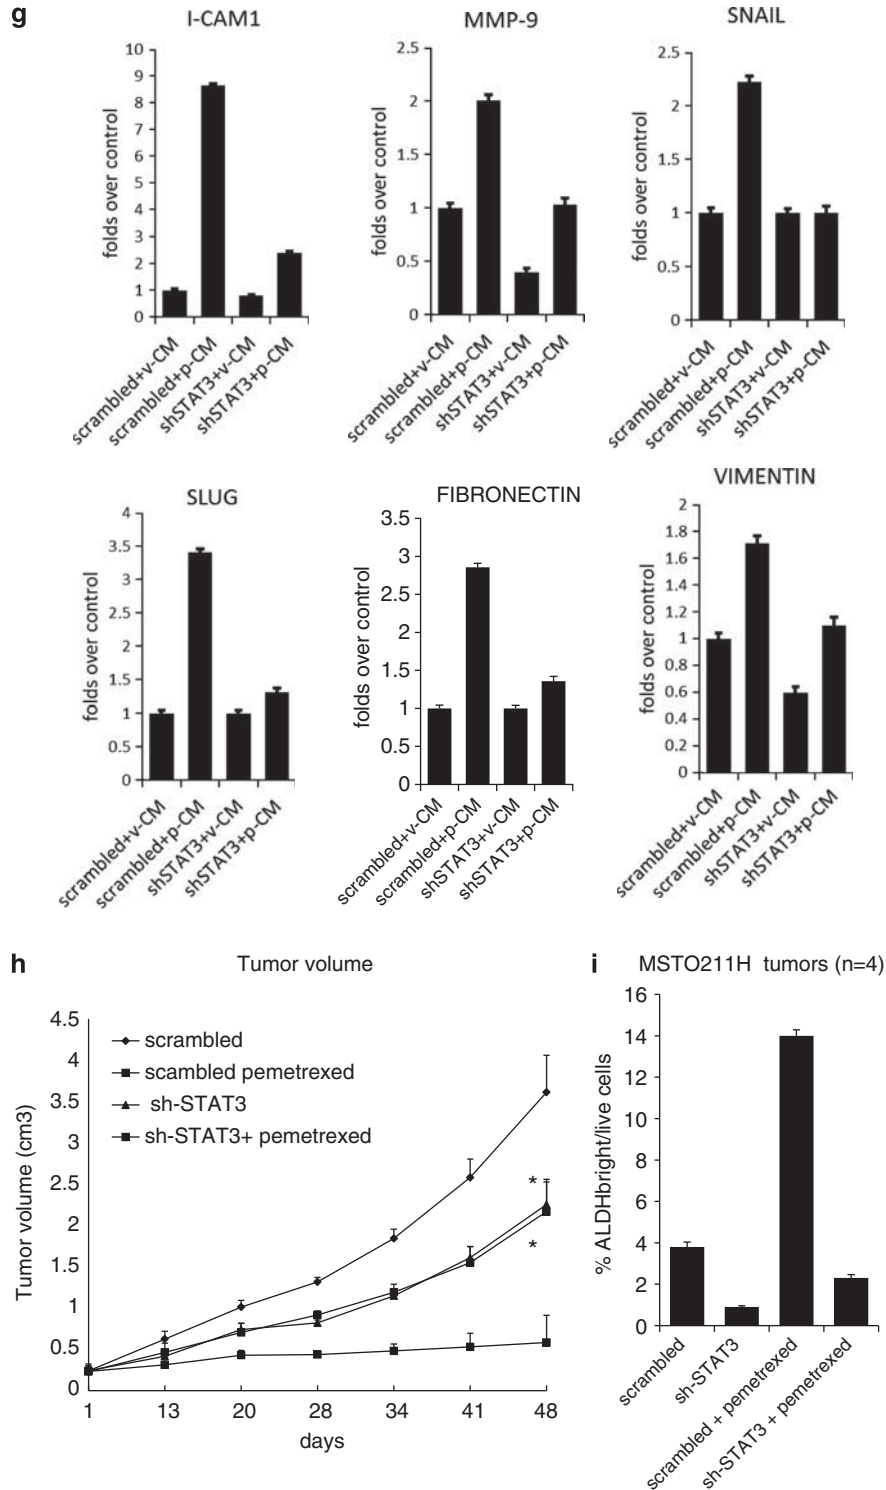 g
I-CAM1
folds over control
10
9
8
7
6
5
4
3
2
1
0
scrambled+v-CM
scrambled+p-CM
shSTAT3+v-CM
shSTAT3+p-CM
MMP-9
folds over control
2.5
2
1.5
1
0.5
0
scrambled+v-CM
scrambled+p-CM
shSTAT3+v-CM
shSTAT3+p-CM
SNAIL
folds over control
2.5
2
1.5
1
0.5
0
scrambled+v-CM
scrambled+p-CM
shSTAT3+v-CM
shSTAT3+p-CM
SLUG
folds over control
4
3.5
3
2.5
2
1.5
1
0.5
0
scrambled+v-CM
scrambled+p-CM
shSTAT3+v-CM
shSTAT3+p-CM
FIBRONECTIN
folds over control
3.5
3
2.5
2
1.5
1
0.5
0
scrambled+v-CM
scrambled+p-CM
shSTAT3+v-CM
shSTAT3+p-CM
VIMENTIN
folds over control
2
1.8
1.6
1.4
1.2
1
0.8
0.6
0.4
0.2
0
scrambled+v-CM
scrambled+p-CM
shSTAT3+v-CM
shSTAT3+p-CM
h
Tumor volume
Tumor volume (cm3)
4.5
4
3.5
3
2.5
2
1.5
1
0.5
0
scrambled
scambled pemetrexed
sh-STAT3
sh-STAT3+ pemetrexed
*
*
1 13 20 28 34 41 48
days
i
MSTO211H tumors (n=4)
% ALDHbright/live cells
16
14
12
10
8
6
4
2
0
scrambled
sh-STAT3
scrambled + pemetrexed
sh-STAT3 + pemetrexed